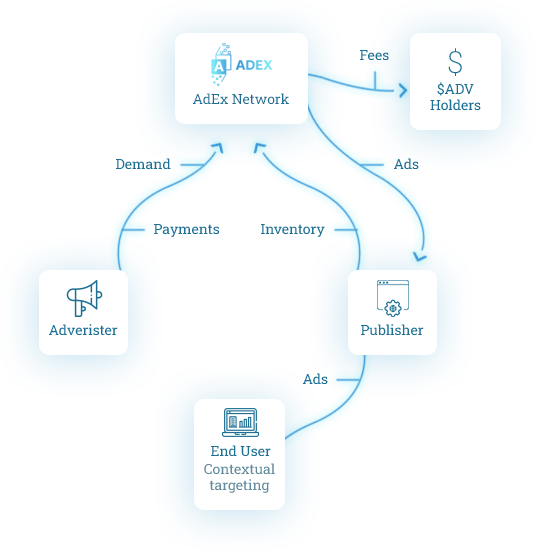 Fees
A ADEX
$
AdEx Network
$ADV
Holders
Demand
Ads
Payments
Inventory
Adverister
Publisher
Ads
End User
Contextual
targeting